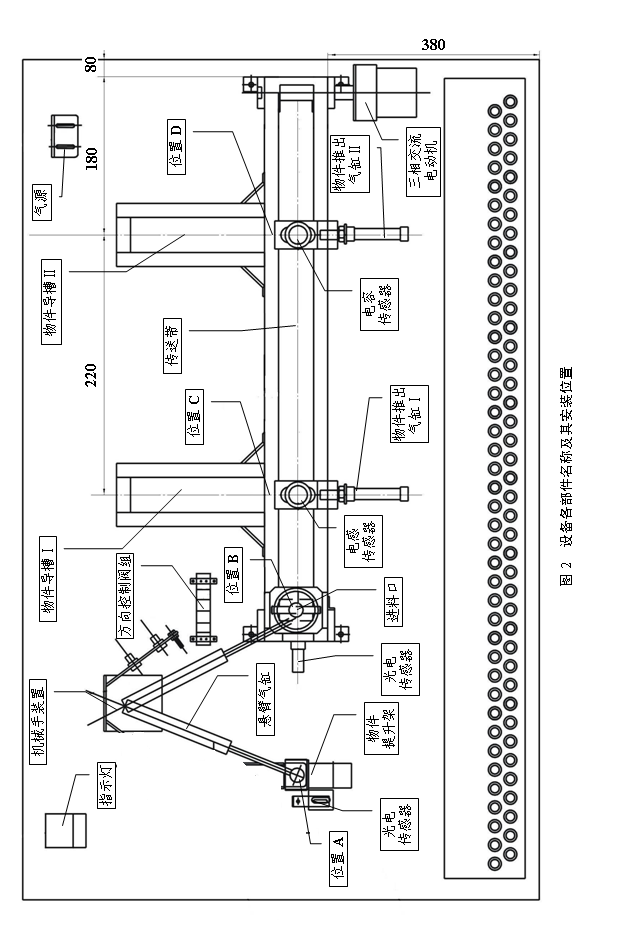 机械手装置
物件导槽 I
物件导槽 II
气源
220
180
80
指示灯
方向控制阀组
传送带
位置 C
位置 D
位置 B
悬臂气缸
位置 A
光电
传感器
物件
提升架
光电
传感器
进料口
电感
传感器
物件推出
气缸 I
电容
传感器
物件推出
气缸 II
三相交流
电动机
380
图 2 设备各部件名称及其安装位置